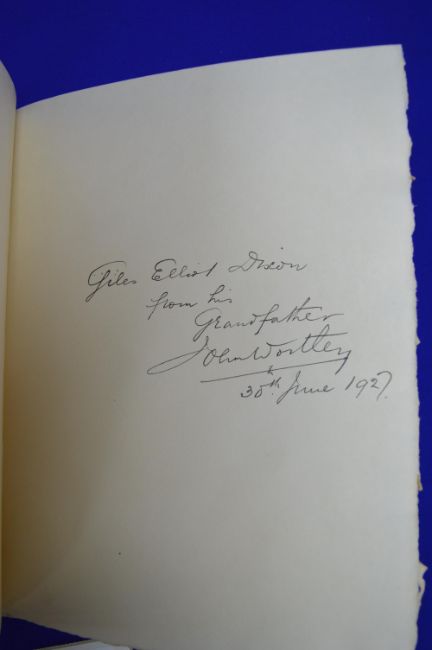 Giles Elliot Dixon
from his
Grandfather
John Wortley
30th June 1927.